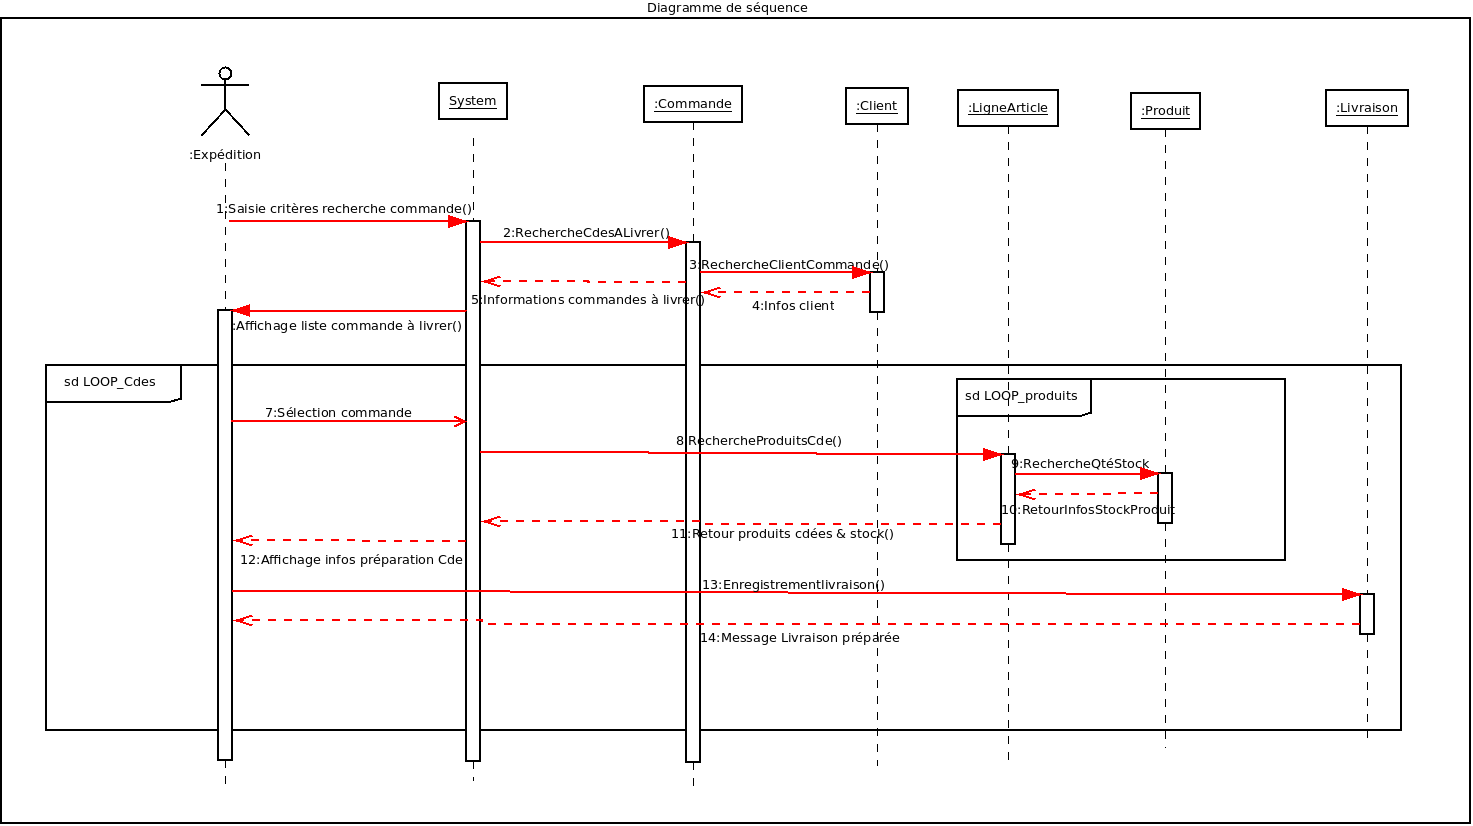 Diagramme de séquence
System
:Commande
:Client
:LigneArticle
:Produit
:Livraison
:Expédition
1:Saisie critères recherche commande()
2:RechercheCdesALivrer()
3:RechercheClientCommande()
5:Informations commandes à livrer()
4:Infos client
:Affichage liste commande à livrer()
sd LOOP_Cdes
sd LOOP_produits
7:Sélection commande
8:RechercheProduitsCde()
9:RechercheQtéStock
10:RetourInfosStockProduit
11:Retour produits cdées & stock()
12:Affichage infos préparation Cde
13:Enregistrementlivraison()
14:Message Livraison préparée